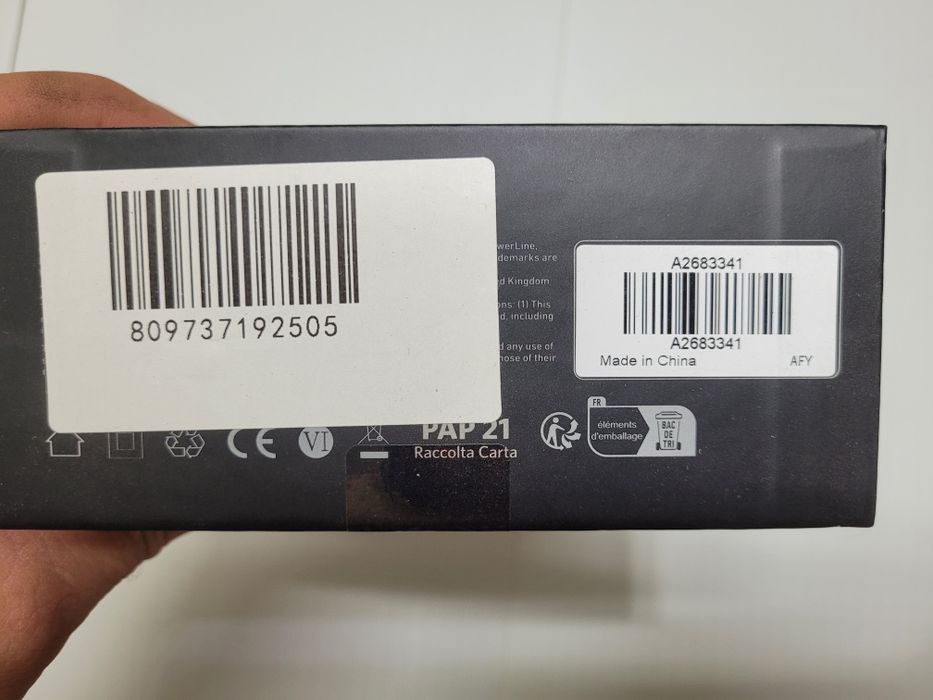 809737192505
werLine,
demarks are
d Kingdom
ons: (1) This
d, including
d any use of
hose of their
A2683341
A2683341
Made in China
AFY
CE
VI
PAP 21
Raccolta Carta
FR
éléments
d'emballage
BAC
DE
TRI